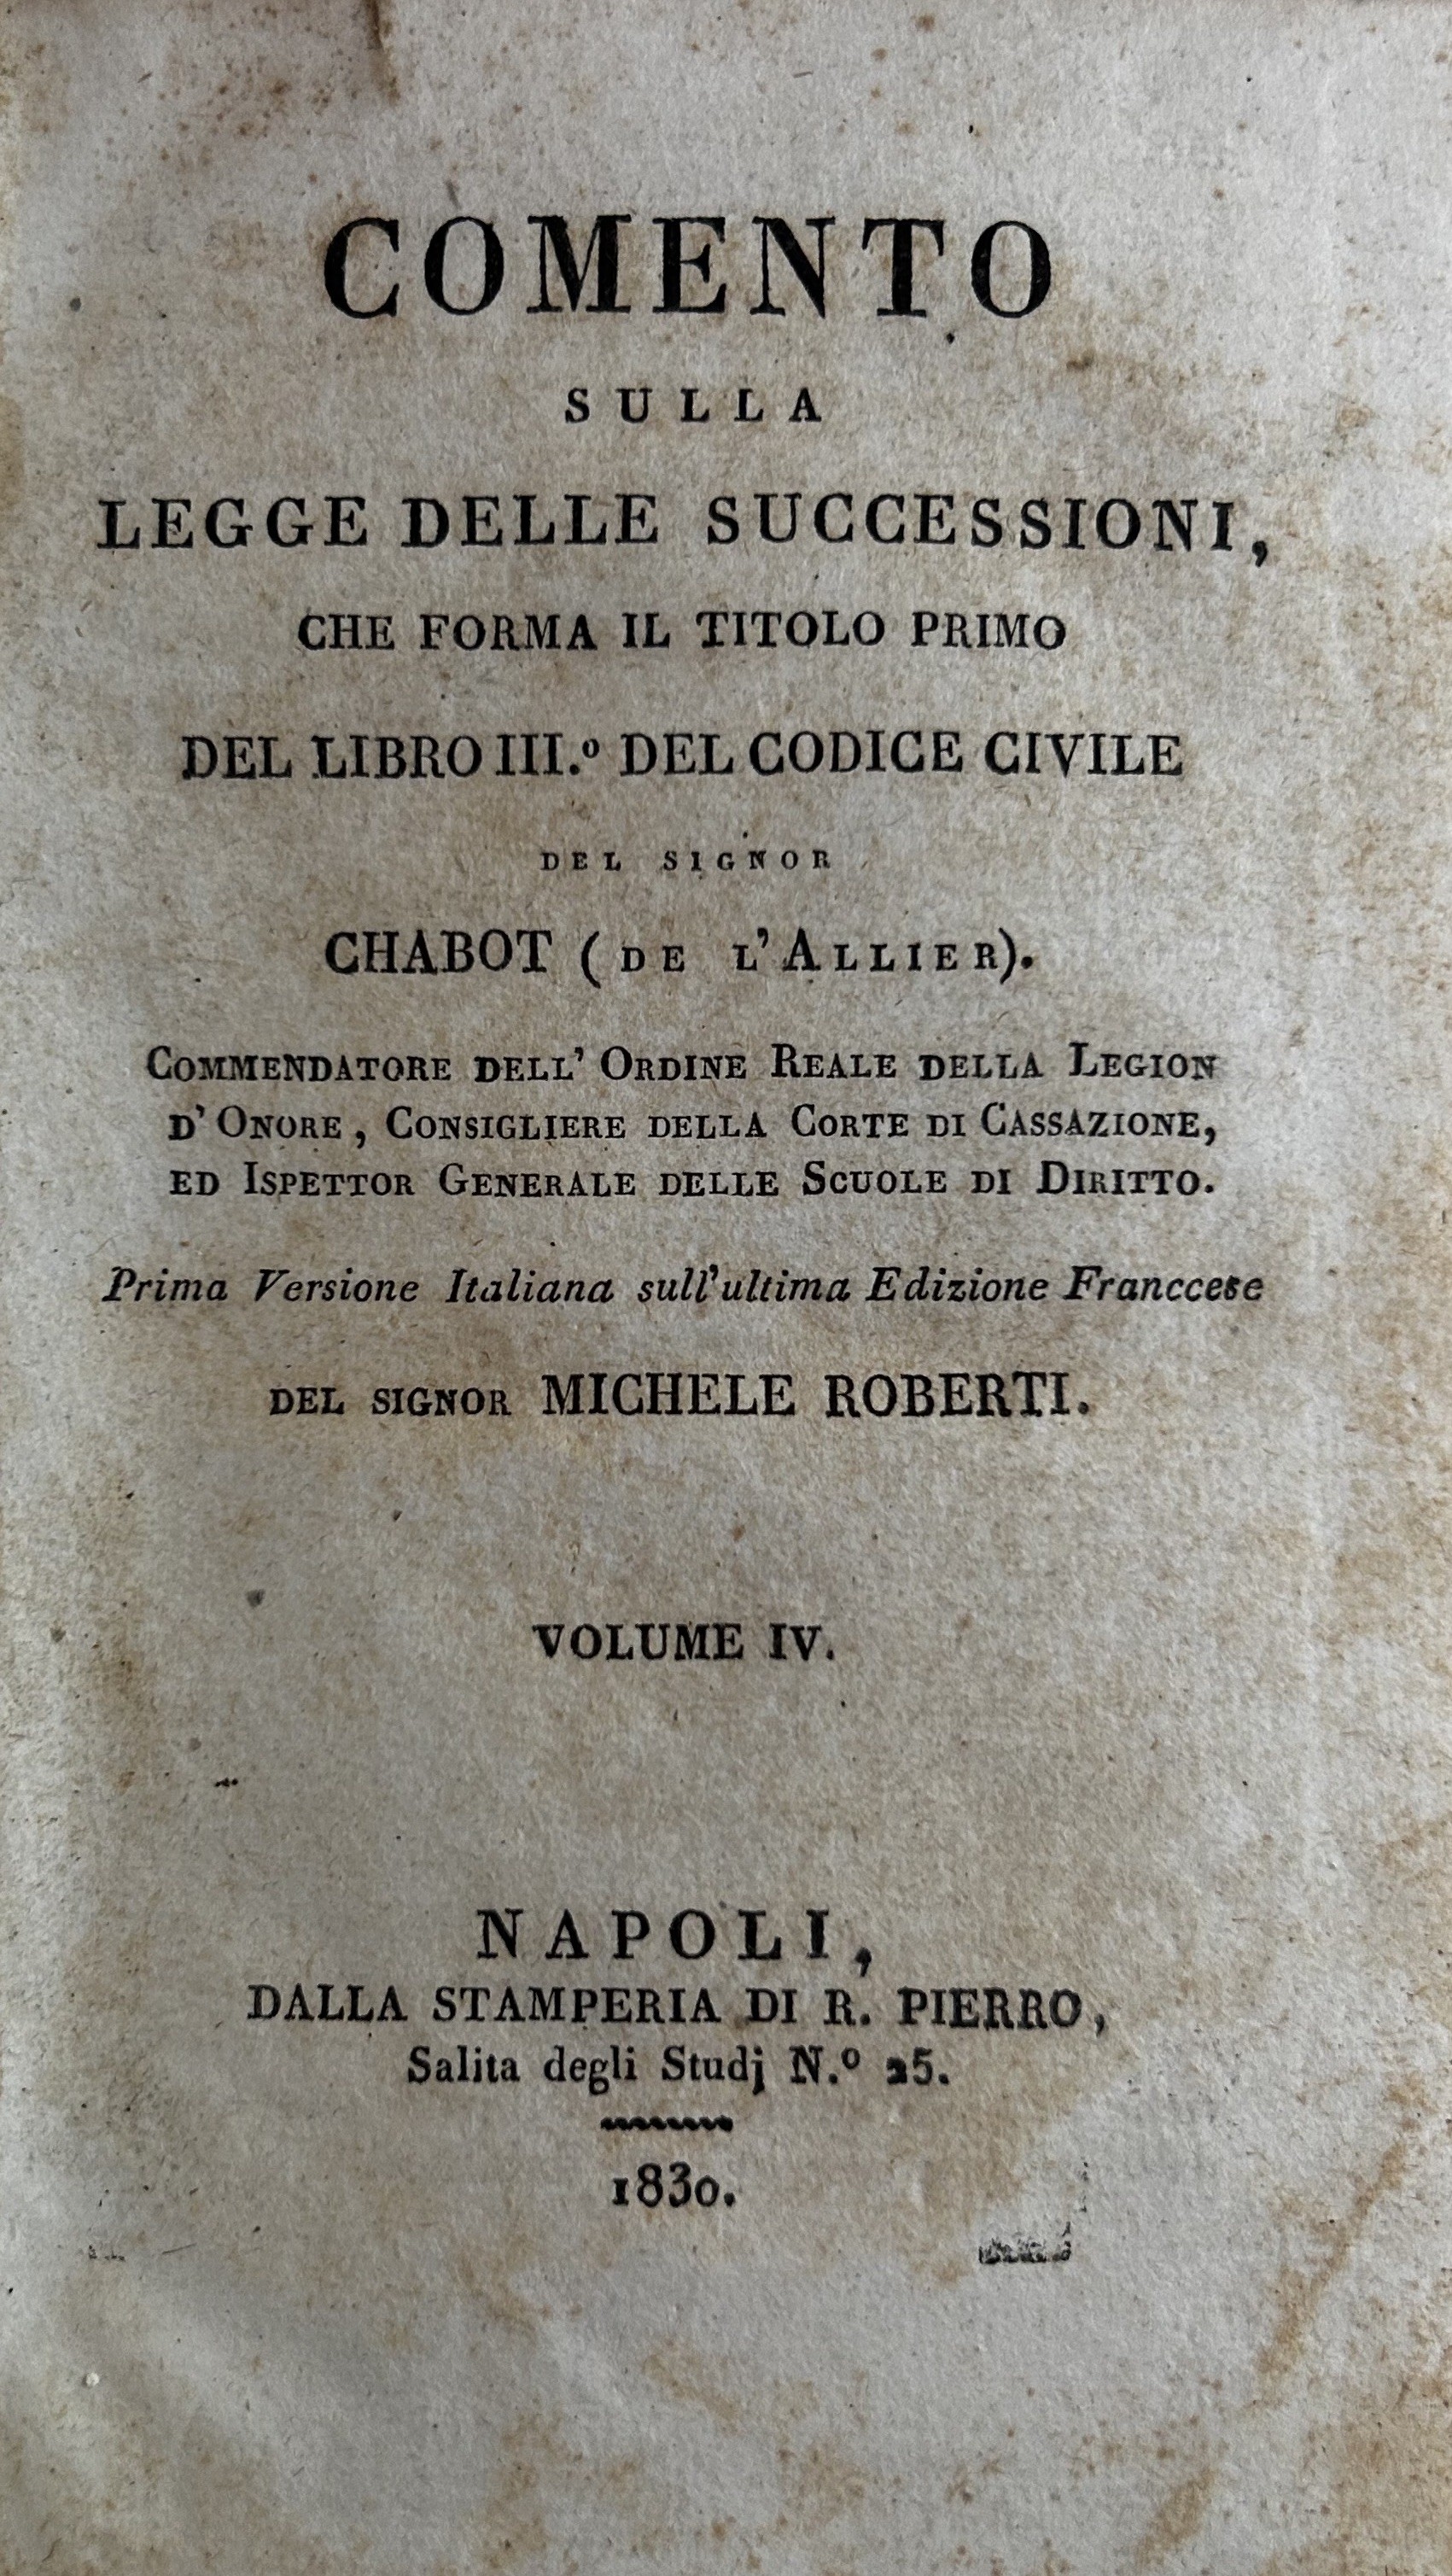 COMENTO
SULLA
LEGGE DELLE SUCCESSIONI,
CHE FORMA IL TITOLO PRIMO
DEL LIBRO III.º DEL CODICE CIVILE
DEL SIGNOR
CHABOT (DE L'ALLIER).
COMMENDATORE DELL' ORDINE REALE DELLA LEGION
D' ONORE, CONSIGLIERE DELLA CORTE DI CASSAZIONE,
ED ISPETTOR GENERALE DELLE SCUOLE DI DIRITTO.
Prima Versione Italiana sull'ultima Edizione Franccese
DEL SIGNOR MICHELE ROBERTI.
VOLUME IV.
NAPOLI,
DALLA STAMPERIA DI R. PIERRO,
Salita degli Studj N.º 25.
1830.